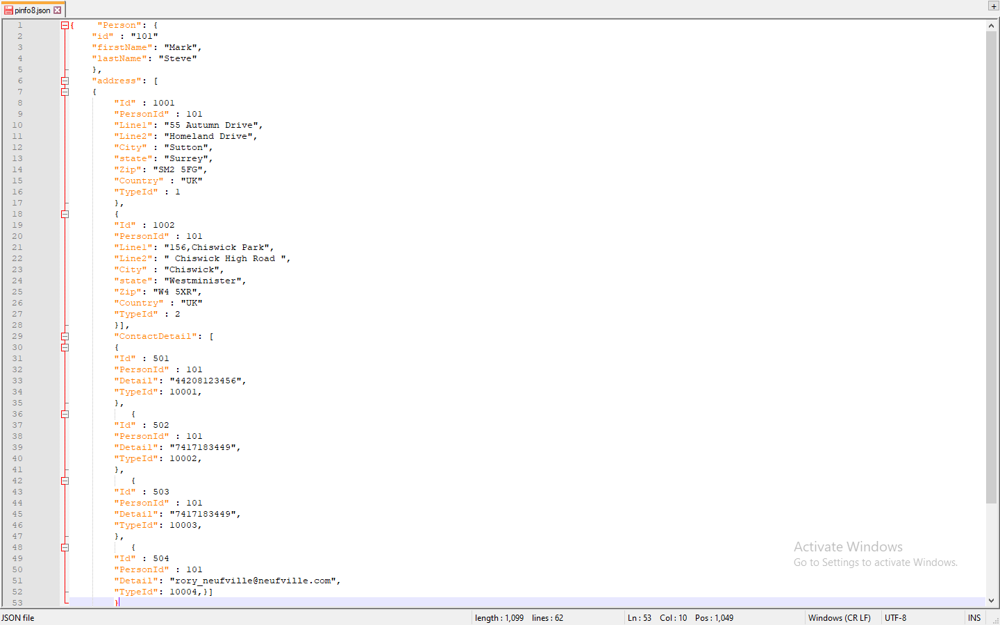 pinfo8.json
+
1 { "Person": {
2 "id" : "101"
3 "firstName": "Mark",
4 "lastName": "Steve"
5 },
6 "address": [
7 {
8 "Id" : 1001
9 "PersonId" : 101
10 "Line1": "55 Autumn Drive",
11 "Line2": "Homeland Drive",
12 "City" : "Sutton",
13 "state": "Surrey",
14 "Zip": "SM2 5FG",
15 "Country" : "UK"
16 "TypeId" : 1
17 },
18 {
19 "Id" : 1002
20 "PersonId" : 101
21 "Line1": "156,Chiswick Park",
22 "Line2": " Chiswick High Road ",
23 "City" : "Chiswick",
24 "state": "Westminister",
25 "Zip": "W4 5XR",
26 "Country" : "UK"
27 "TypeId" : 2
28 }],
29 "ContactDetail": [
30 {
31 "Id" : 501
32 "PersonId" : 101
33 "Detail": "44208123456",
34 "TypeId": 10001,
35 },
36 {
37 "Id" : 502
38 "PersonId" : 101
39 "Detail": "7417183449",
40 "TypeId": 10002,
41 },
42 {
43 "Id" : 503
44 "PersonId" : 101
45 "Detail": "7417183449",
46 "TypeId": 10003,
47 },
48 {
49 "Id" : 504
50 "PersonId" : 101
51 "Detail": "rory_neufville@neufville.com",
52 "TypeId": 10004,}]
53 }
Activate Windows
Go to Settings to activate Windows.
JSON file length : 1,099 lines : 62 Ln : 53 Col : 10 Pos : 1,049 Windows (CR LF) UTF-8 INS